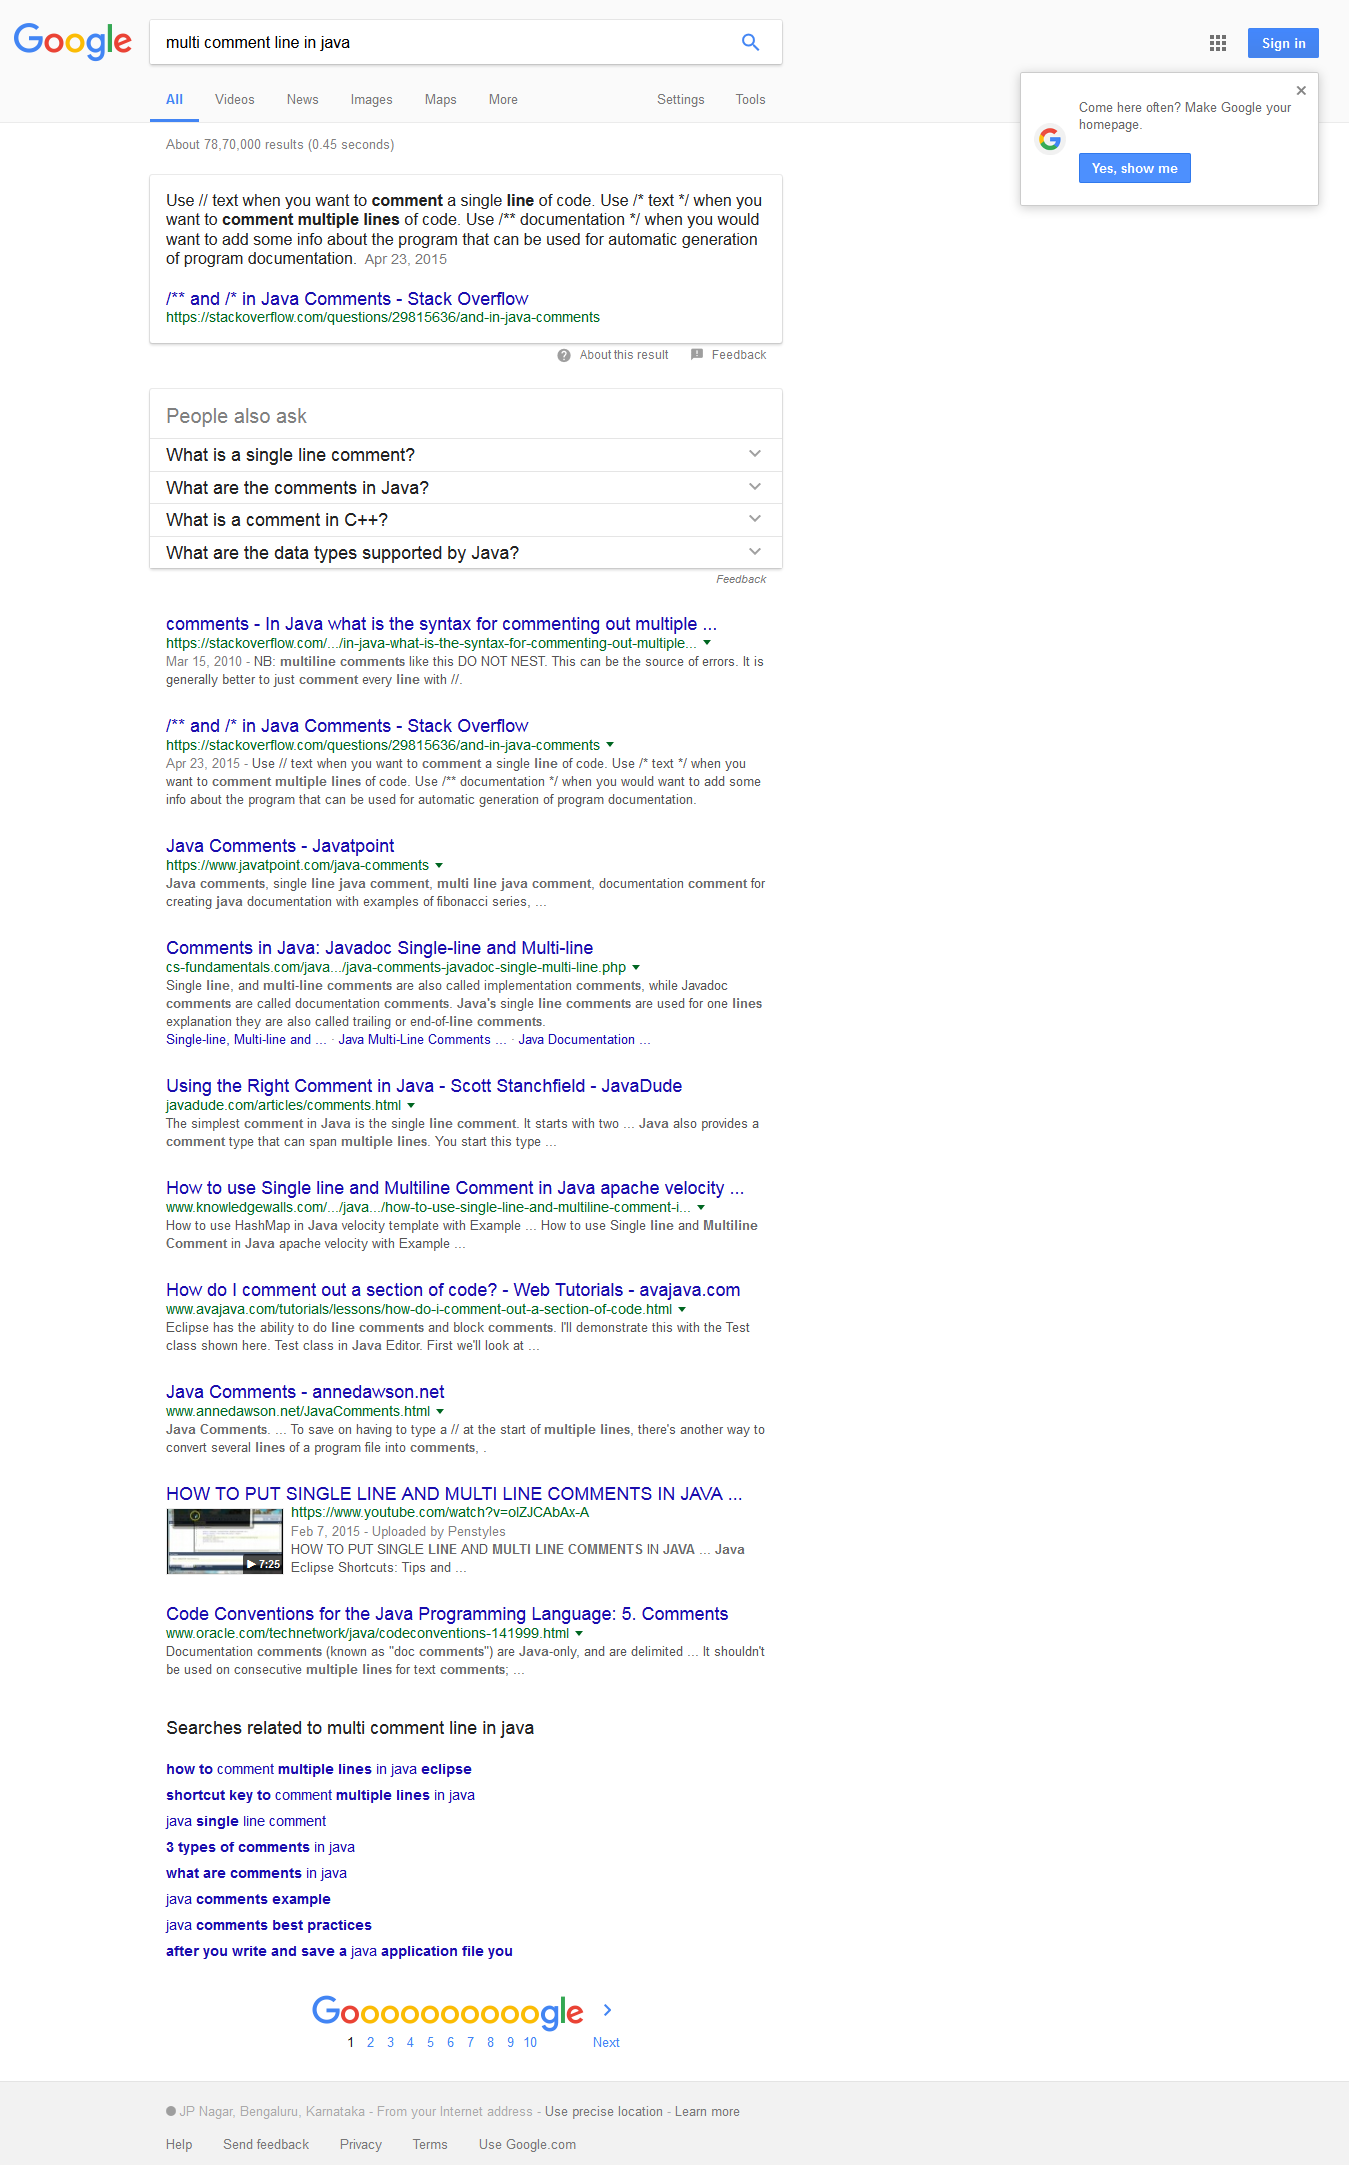 Google
multi comment line in java
Sign in
All Videos News Images Maps More Settings Tools
Come here often? Make Google your
homepage.
Yes, show me
About 78,70,000 results (0.45 seconds)
Use // text when you want to comment a single line of code. Use /* text */ when you
want to comment multiple lines of code. Use /** documentation */ when you would
want to add some info about the program that can be used for automatic generation
of program documentation. Apr 23, 2015
/** and /* in Java Comments - Stack Overflow
https://stackoverflow.com/questions/29815636/and-in-java-comments
About this result Feedback
People also ask
What is a single line comment?
What are the comments in Java?
What is a comment in C++?
What are the data types supported by Java?
Feedback
comments - In Java what is the syntax for commenting out multiple ...
https://stackoverflow.com/.../in-java-what-is-the-syntax-for-commenting-out-multiple...
Mar 15, 2010 - NB: multiline comments like this DO NOT NEST. This can be the source of errors. It is
generally better to just comment every line with //.
/** and /* in Java Comments - Stack Overflow
https://stackoverflow.com/questions/29815636/and-in-java-comments
Apr 23, 2015 - Use // text when you want to comment a single line of code. Use /* text */ when you
want to comment multiple lines of code. Use /** documentation */ when you would want to add some
info about the program that can be used for automatic generation of program documentation.
Java Comments - Javatpoint
https://www.javatpoint.com/java-comments
Java comments, single line java comment, multi line java comment, documentation comment for
creating java documentation with examples of fibonacci series, ...
Comments in Java: Javadoc Single-line and Multi-line
cs-fundamentals.com/java.../java-comments-javadoc-single-multi-line.php
Single line, and multi-line comments are also called implementation comments, while Javadoc
comments are called documentation comments. Java's single line comments are used for one lines
explanation they are also called trailing or end-of-line comments.
Single-line, Multi-line and ... · Java Multi-Line Comments ... · Java Documentation ...
Using the Right Comment in Java - Scott Stanchfield - JavaDude
javadude.com/articles/comments.html
The simplest comment in Java is the single line comment. It starts with two ... Java also provides a
comment type that can span multiple lines. You start this type ...
How to use Single line and Multiline Comment in Java apache velocity ...
www.knowledgewalls.com/.../java.../how-to-use-single-line-and-multiline-comment-i...
How to use HashMap in Java velocity template with Example ... How to use Single line and Multiline
Comment in Java apache velocity with Example ...
How do I comment out a section of code? - Web Tutorials - avajava.com
www.avajava.com/tutorials/lessons/how-do-i-comment-out-a-section-of-code.html
Eclipse has the ability to do line comments and block comments. I'll demonstrate this with the Test
class shown here. Test class in Java Editor. First we'll look at ...
Java Comments - annedawson.net
www.annedawson.net/JavaComments.html
Java Comments. ... To save on having to type a // at the start of multiple lines, there's another way to
convert several lines of a program file into comments, .
HOW TO PUT SINGLE LINE AND MULTI LINE COMMENTS IN JAVA ...
https://www.youtube.com/watch?v=olZJCAbAx-A
Feb 7, 2015 - Uploaded by Penstyles
HOW TO PUT SINGLE LINE AND MULTI LINE COMMENTS IN JAVA ... Java
Eclipse Shortcuts: Tips and ...
7:25
Code Conventions for the Java Programming Language: 5. Comments
www.oracle.com/technetwork/java/codeconventions-141999.html
Documentation comments (known as "doc comments") are Java-only, and are delimited ... It shouldn't
be used on consecutive multiple lines for text comments; ...
Searches related to multi comment line in java
how to comment multiple lines in java eclipse
shortcut key to comment multiple lines in java
java single line comment
3 types of comments in java
what are comments in java
java comments example
java comments best practices
after you write and save a java application file you
Goooooooooogle
1 2 3 4 5 6 7 8 9 10 Next
JP Nagar, Bengaluru, Karnataka - From your Internet address - Use precise location - Learn more
Help Send feedback Privacy Terms Use Google.com